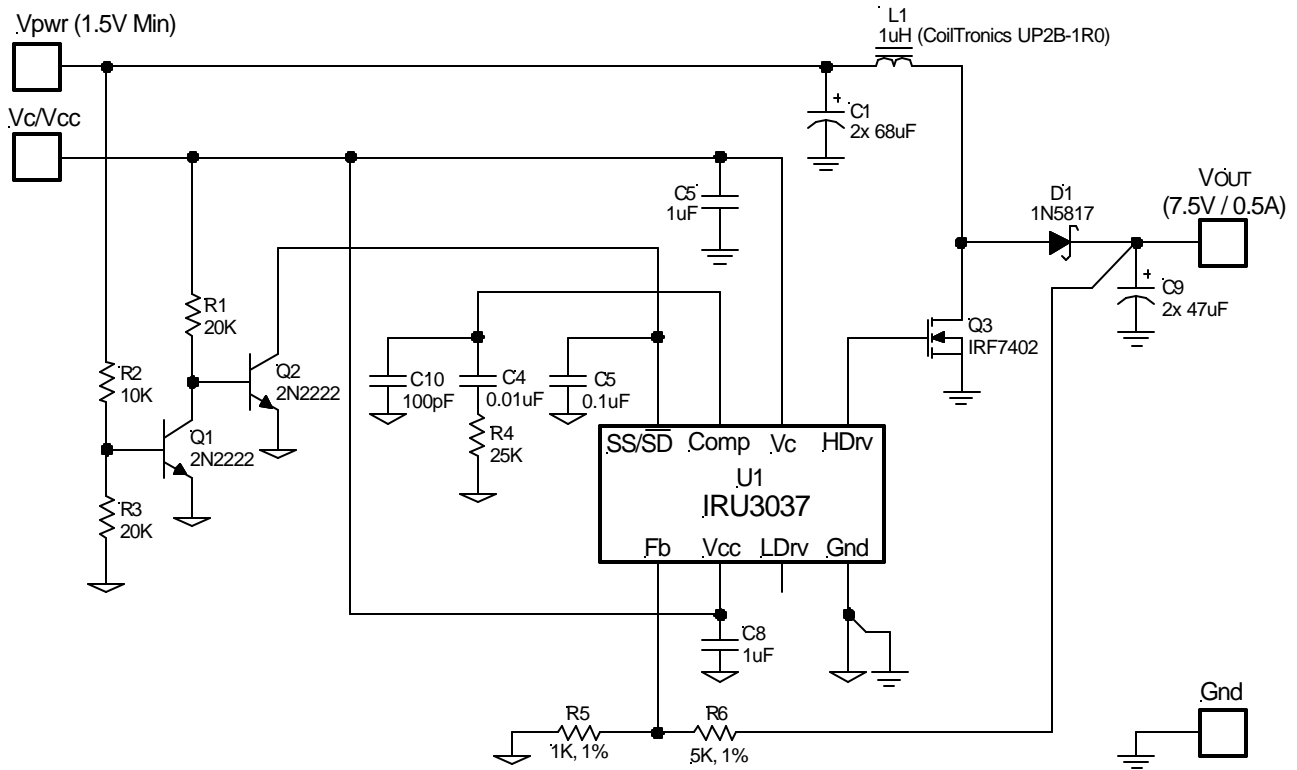 Vpwr (1.5V Min)
L1
1uH (CoilTronics UP2B-1R0)
Vc/Vcc
+
C1
2x 68uF
C5
1uF
D1
1N5817
VOUT
(7.5V / 0.5A)
+
C9
2x 47uF
R1
20K
Q3
IRF7402
R2
10K
Q2
2N2222
C10
100pF
C4
0.01uF
C5
0.1uF
R4
25K
Q1
2N2222
R3
20K
SS/SD Comp Vc HDrv
U1
IRU3037
Fb Vcc LDrv Gnd
C8
1uF
R5
1K, 1%
R6
5K, 1%
Gnd